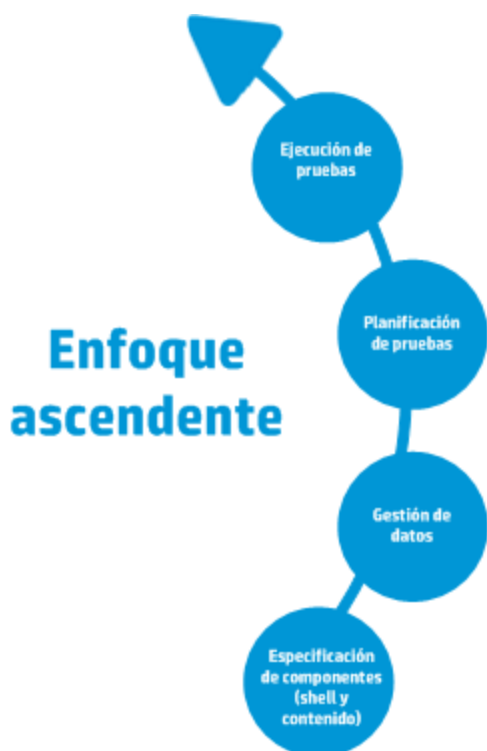 Ejecución de
pruebas
Planificación
de pruebas
Enfoque
ascendente
Gestión de
datos
Especificación
de componentes
(shell y
contenido)